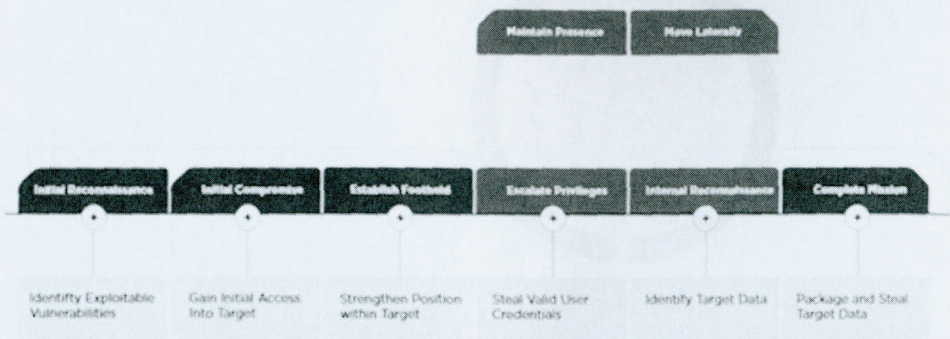 Maintain Presence
Move Laterally
Initial Reconnaissance
Initial Compromise
Establish Foothold
Escalate Privileges
Internal Reconnaissance
Complete Mission
Identifty Exploitable
Vulnerabilities
Gain Initial Access
Into Target
Strengthen Position
within Target
Steal Valid User
Credentials
Identify Target Data
Package and Steal
Target Data